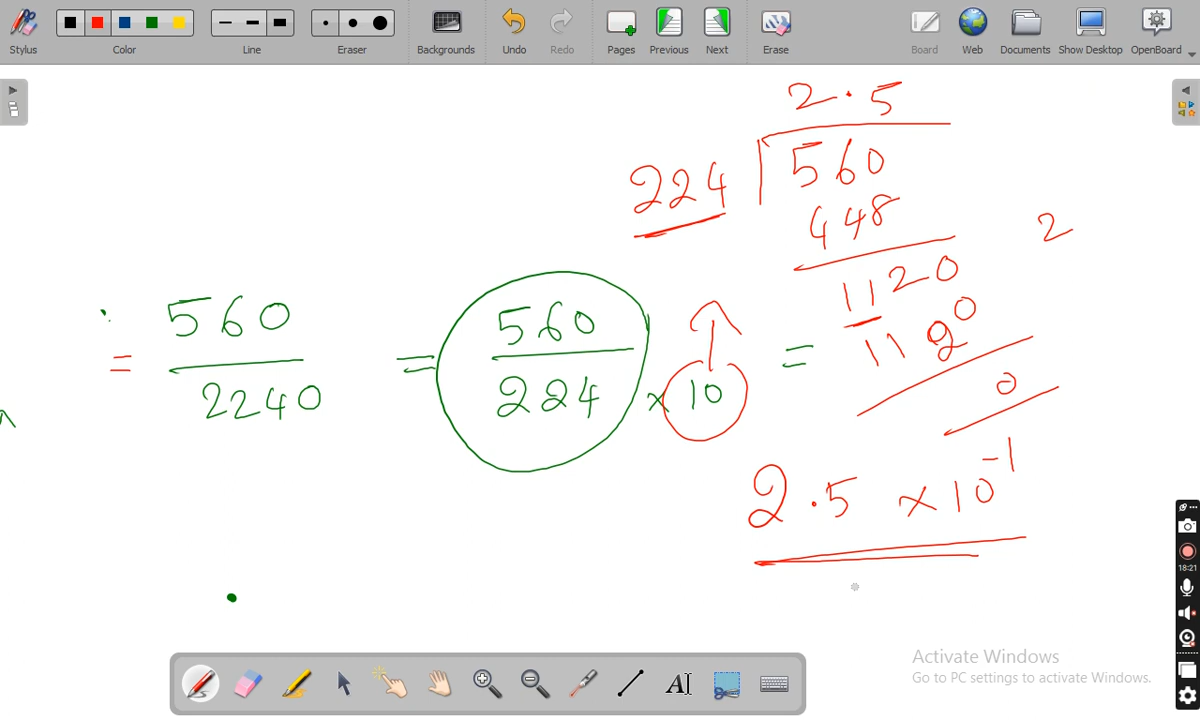 Stylus
Color
Line
Eraser
Backgrounds
Undo
Redo
Pages
Previous
Next
Erase
Board
Web
Documents
Show Desktop
OpenBoard
2.5
224 560
448
1120
1120
0
2
= 560 / 2240 = 560 / 224 × 10 =
2.5 × 10⁻¹
18:21
Activate Windows
Go to PC settings to activate Windows.